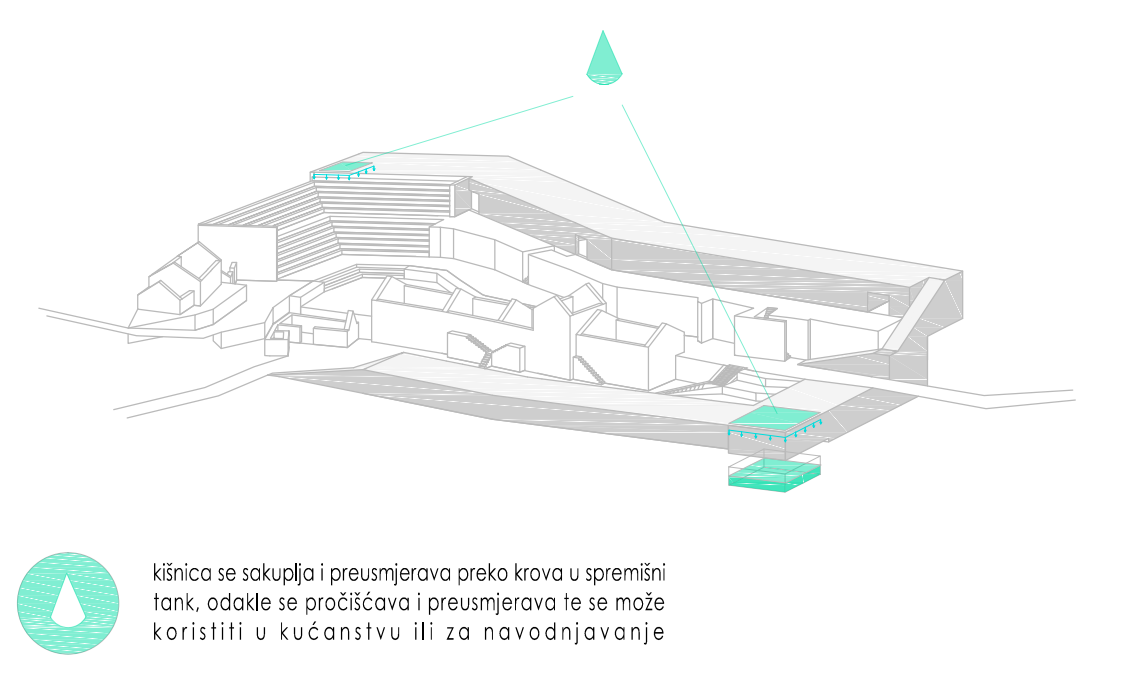 kišnica se sakuplja i preusmjerava preko krova u spremišni
tank, odakle se pročišćava i preusmjerava te se može
koristiti u kućanstvu ili za navodnjavanje